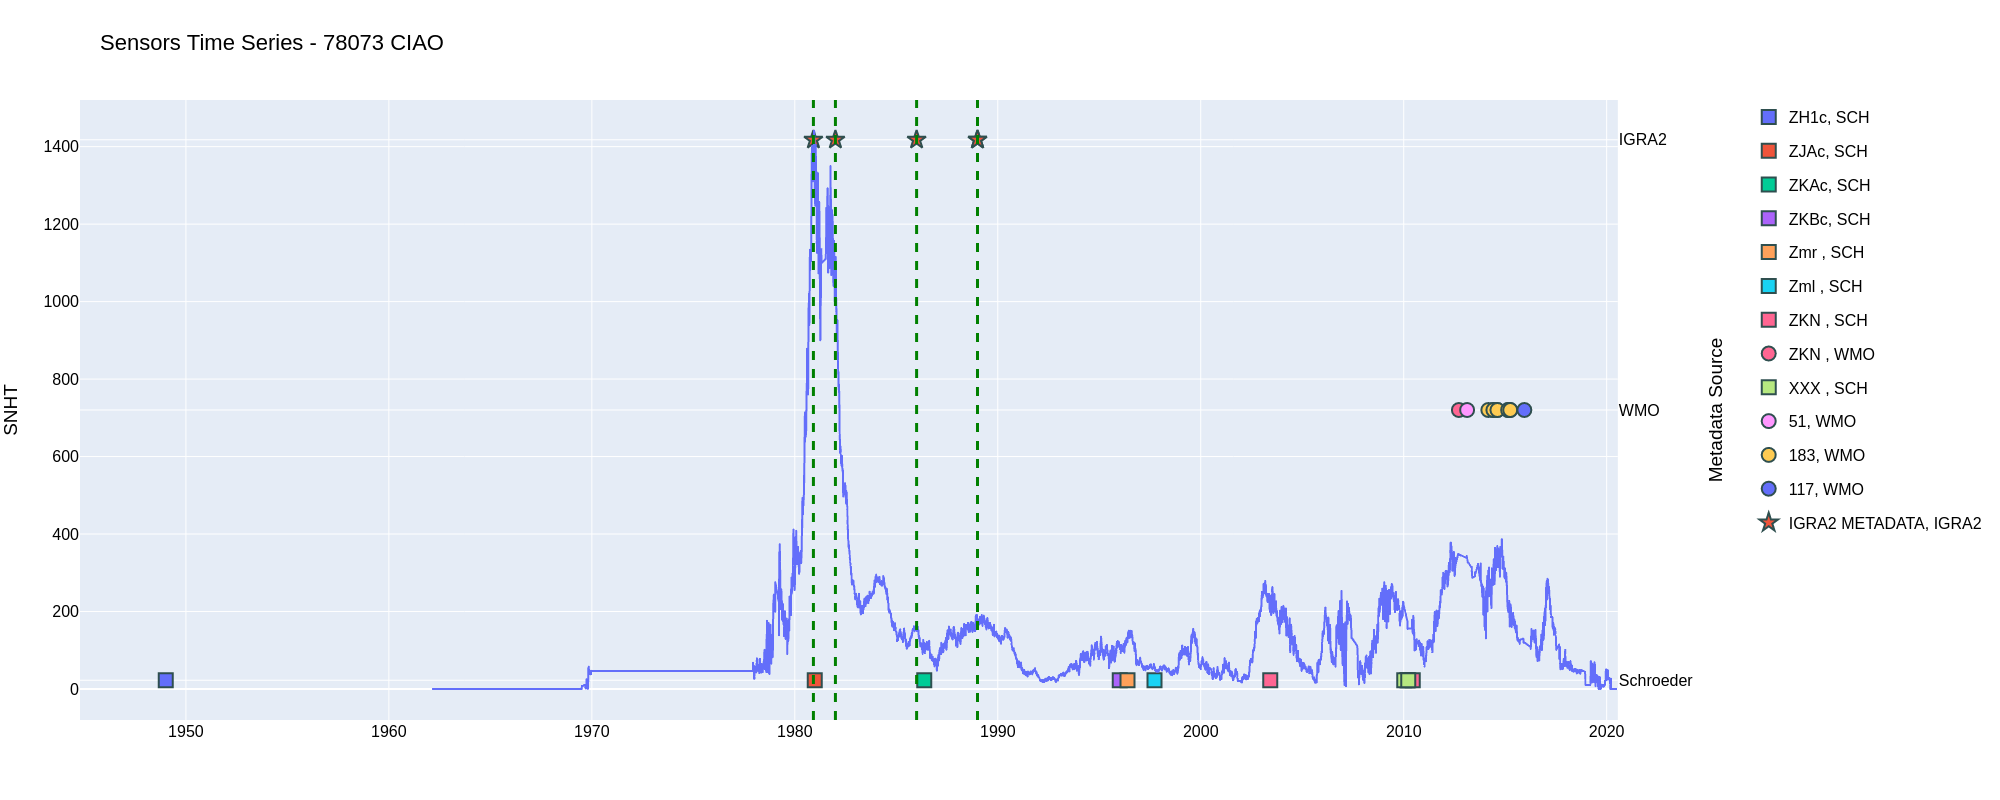 Sensors Time Series - 78073 CIAO
SNHT
1400
1200
1000
800
600
400
200
0
1950
1960
1970
1980
1990
2000
2010
2020
IGRA2
WMO
Schroeder
Metadata Source
ZH1c, SCH
ZJAc, SCH
ZKAc, SCH
ZKBc, SCH
Zmr , SCH
Zml , SCH
ZKN , SCH
ZKN , WMO
XXX , SCH
51, WMO
183, WMO
117, WMO
IGRA2 METADATA, IGRA2